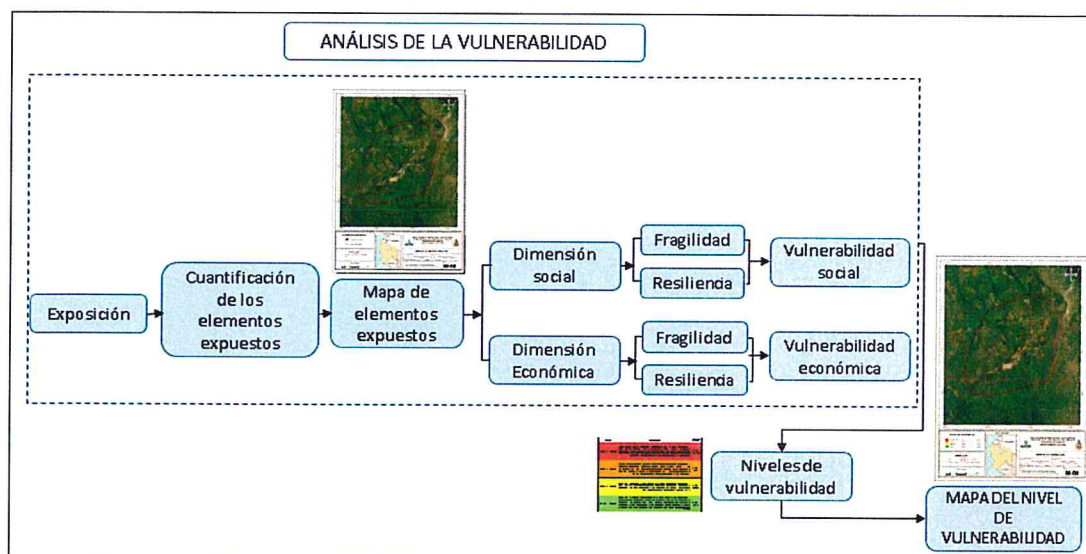 ANÁLISIS DE LA VULNERABILIDAD
Exposición
Cuantificación
de los
elementos
expuestos
Mapa de
elementos
expuestos
Dimensión
social
Fragilidad
Resiliencia
Vulnerabilidad
social
Dimensión
Económica
Fragilidad
Resiliencia
Vulnerabilidad
económica
Niveles de
vulnerabilidad
MAPA DEL NIVEL
DE
VULNERABILIDAD